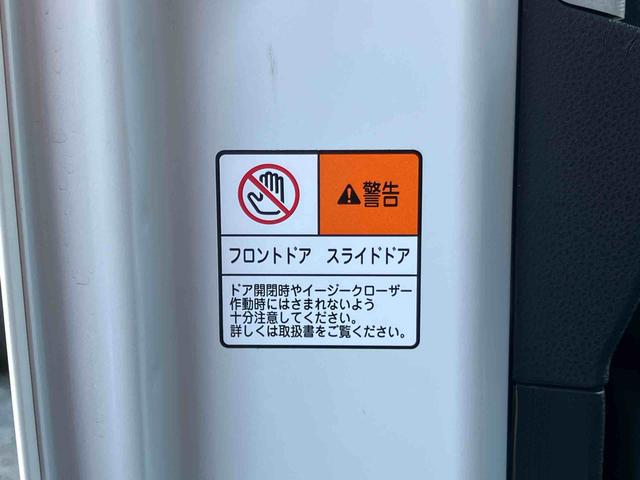 警告
フロントドア　スライドドア
ドア開閉時やイージークローザー
作動時にはさまれないよう
十分注意してください。
詳しくは取扱書をご覧ください。